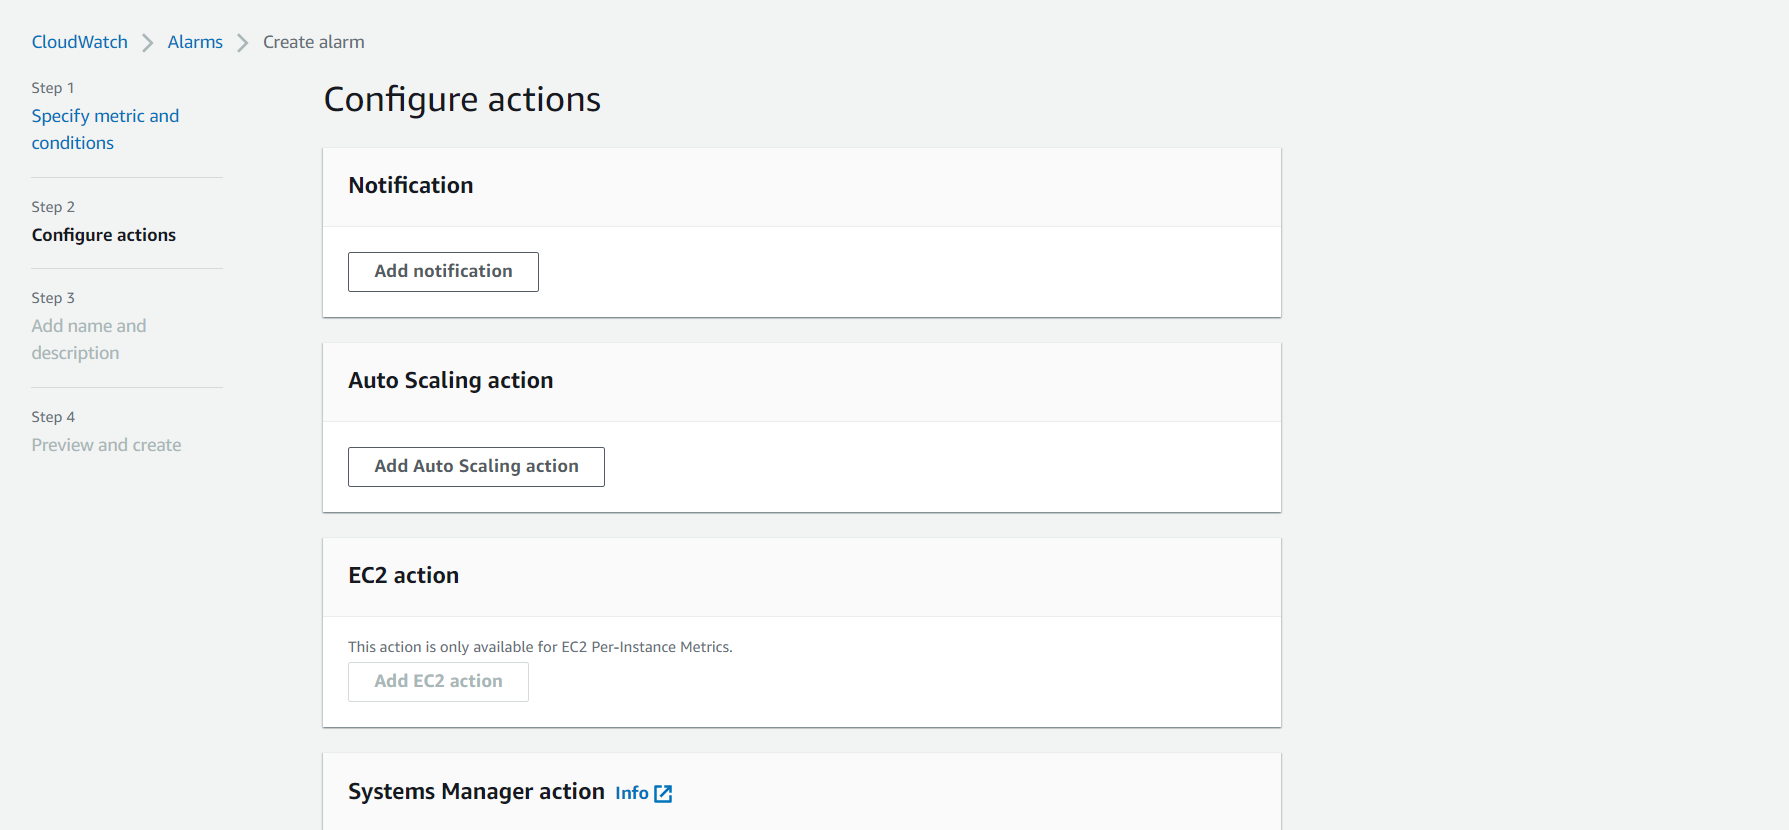 CloudWatch > Alarms > Create alarm
Step 1
Specify metric and
conditions
Step 2
Configure actions
Step 3
Add name and
description
Step 4
Preview and create
Configure actions
Notification
Add notification
Auto Scaling action
Add Auto Scaling action
EC2 action
This action is only available for EC2 Per-Instance Metrics.
Add EC2 action
Systems Manager action Info